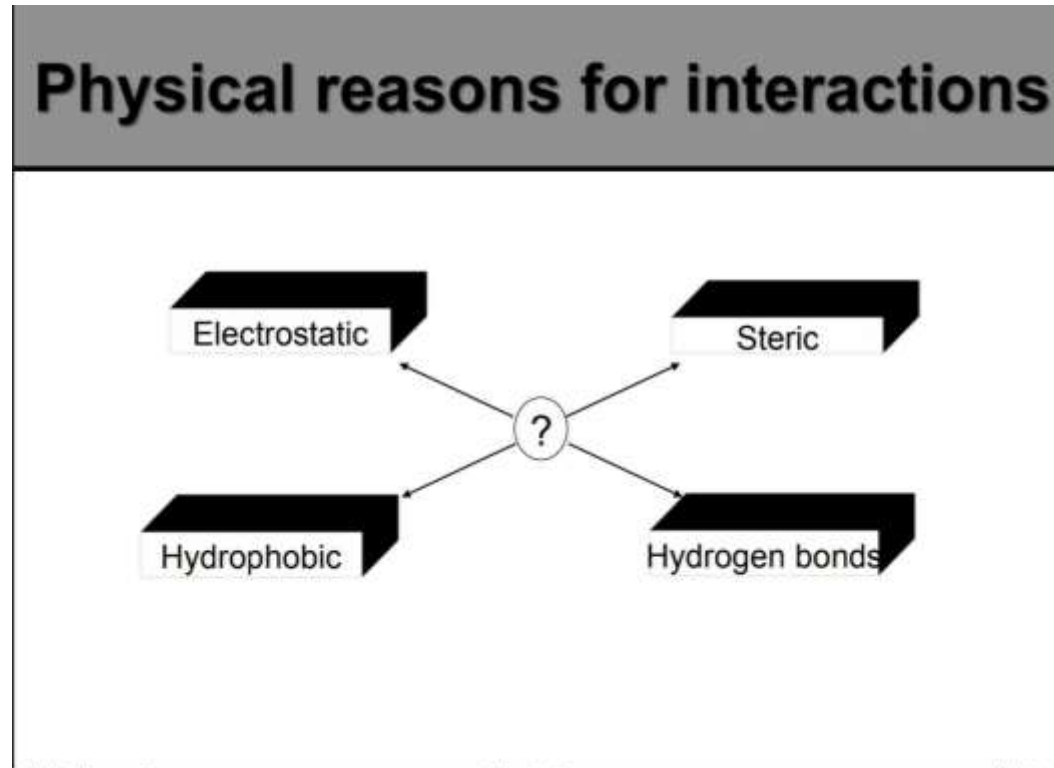 Physical reasons for interactions
Electrostatic
Steric
?
Hydrophobic
Hydrogen bonds